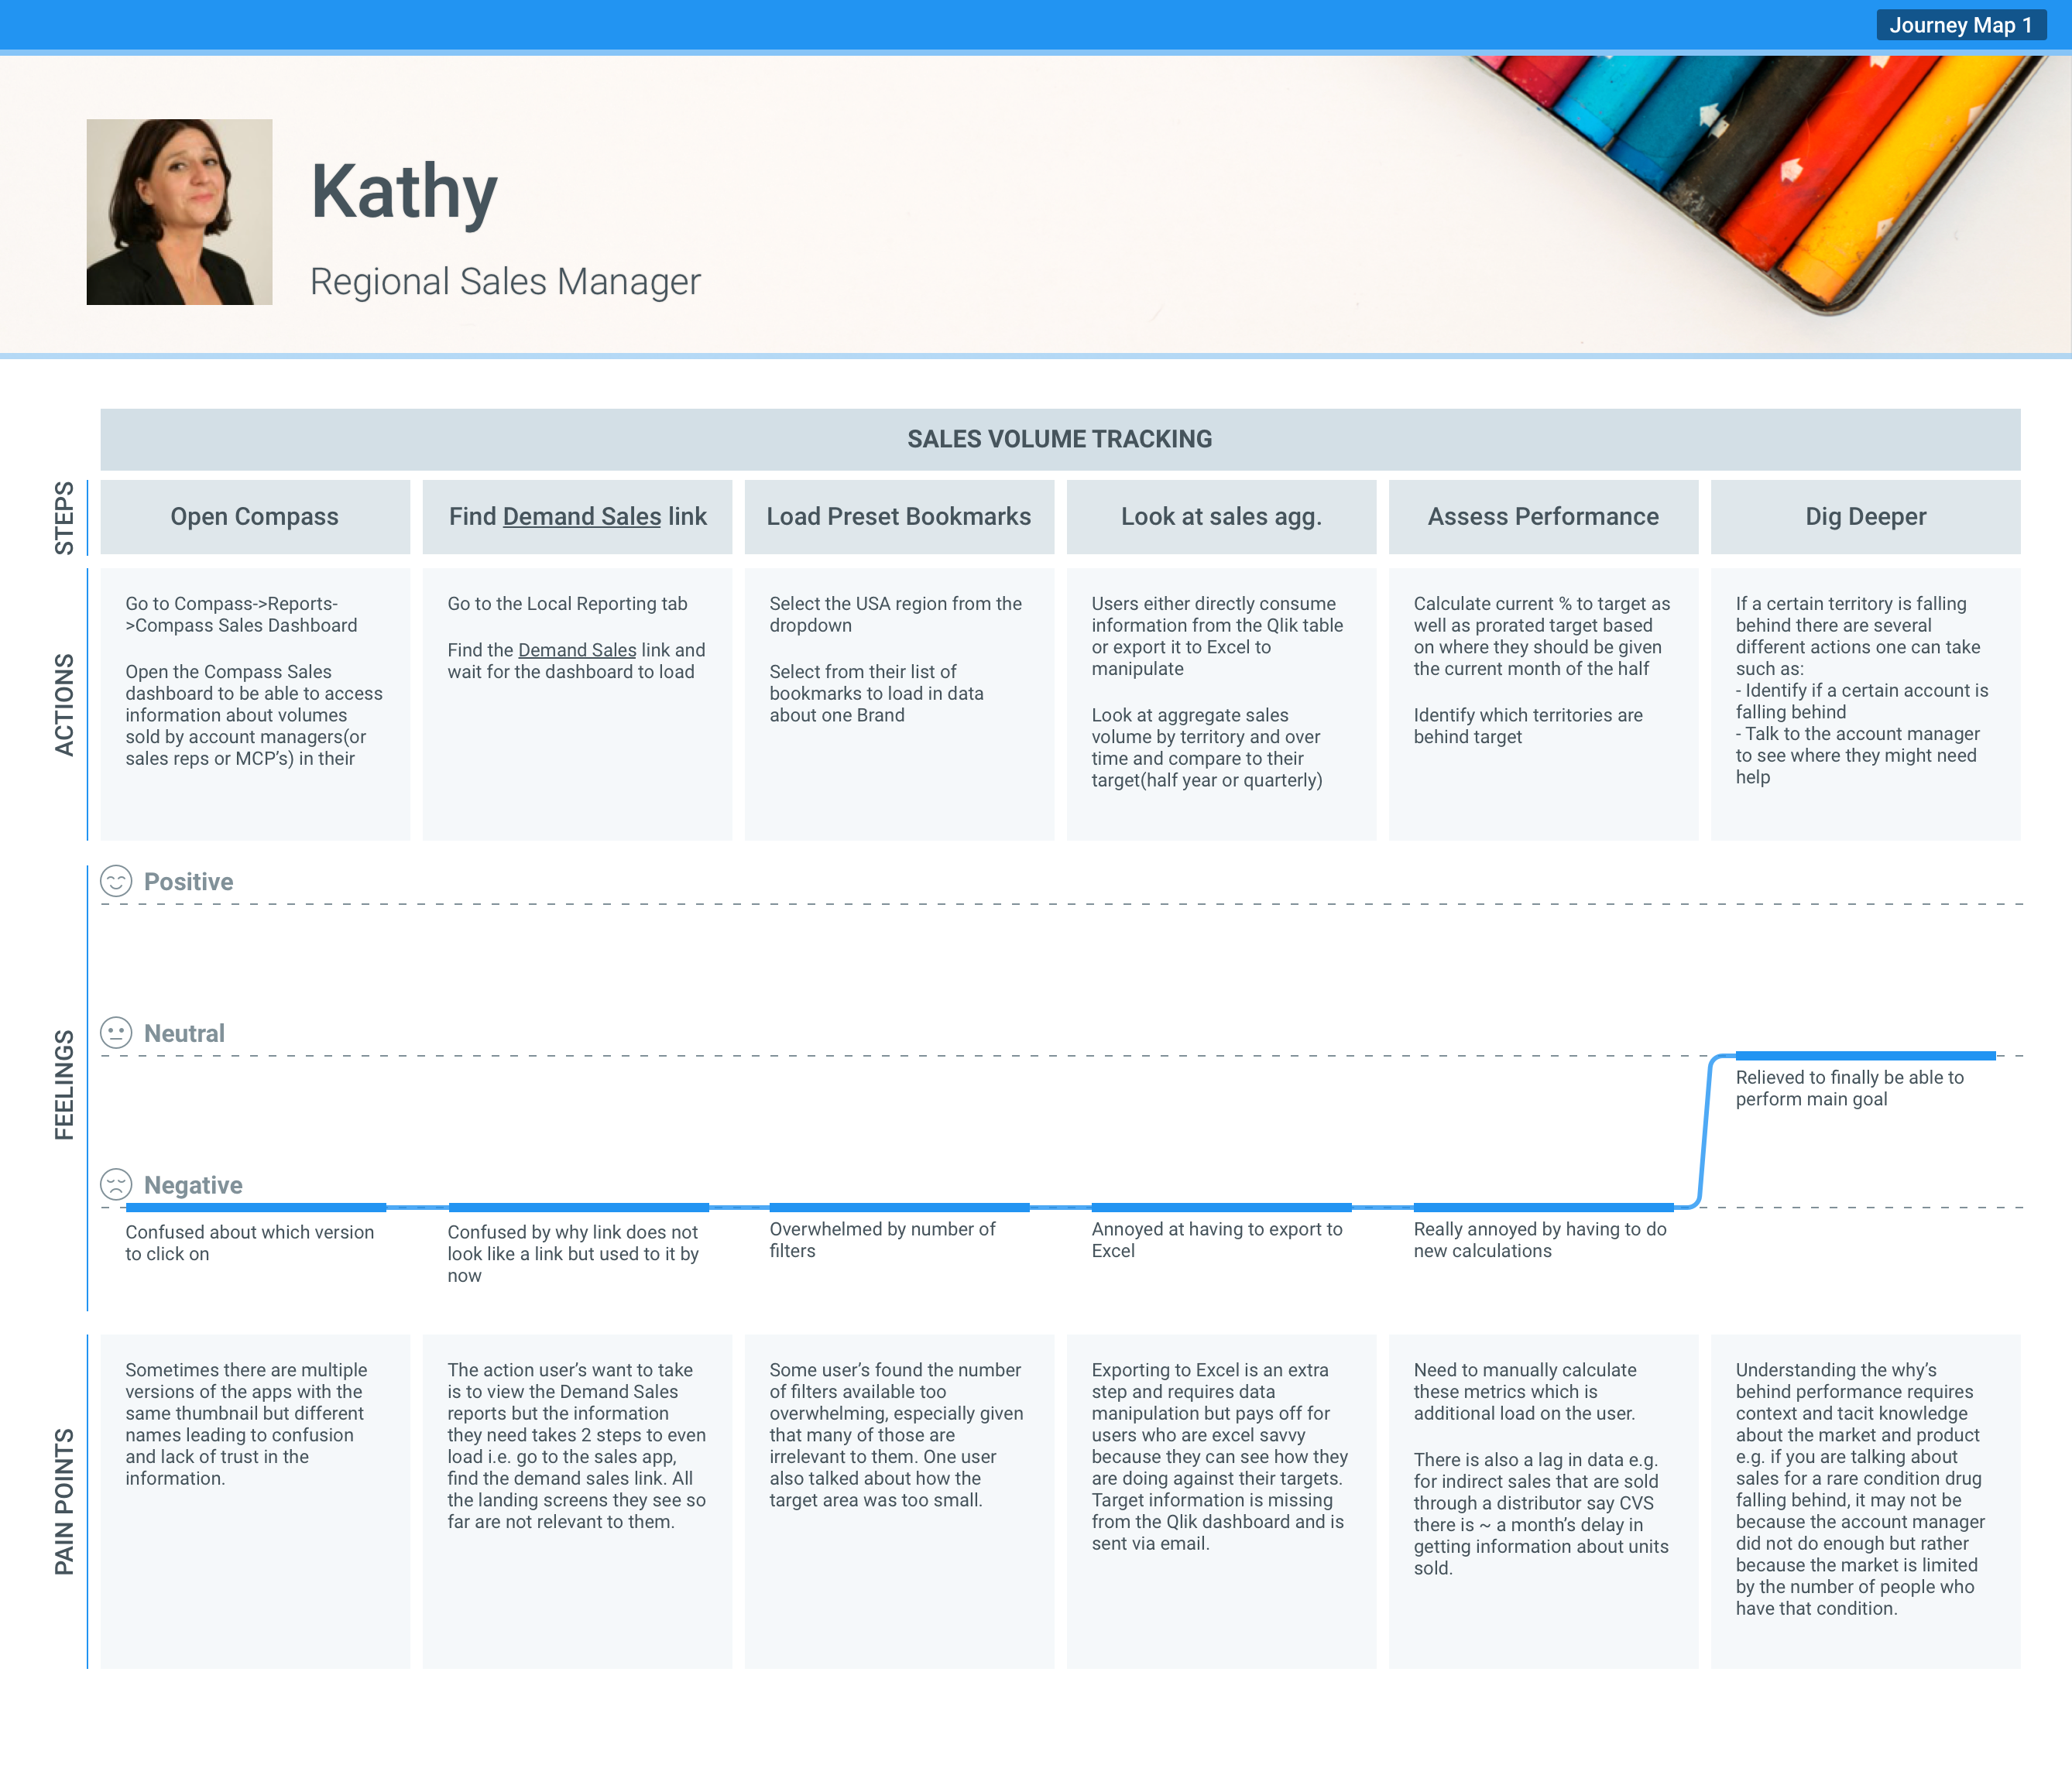 Journey Map 1
Kathy
Regional Sales Manager
SALES VOLUME TRACKING
STEPS
Open Compass
Find Demand Sales link
Load Preset Bookmarks
Look at sales agg.
Assess Performance
Dig Deeper
ACTIONS
Go to Compass->Reports-
>Compass Sales Dashboard
Open the Compass Sales
dashboard to be able to access
information about volumes
sold by account managers(or
sales reps or MCP's) in their
Go to the Local Reporting tab
Find the Demand Sales link and
wait for the dashboard to load
Select the USA region from the
dropdown
Select from their list of
bookmarks to load in data
about one Brand
Users either directly consume
information from the Qlik table
or export it to Excel to
manipulate
Look at aggregate sales
volume by territory and over
time and compare to their
target(half year or quarterly)
Calculate current % to target as
well as prorated target based
on where they should be given
the current month of the half
Identify which territories are
behind target
If a certain territory is falling
behind there are several
different actions one can take
such as:
- Identify if a certain account is
falling behind
- Talk to the account manager
to see where they might need
help
FEELINGS
Positive
Neutral
Negative
Confused about which version
to click on
Confused by why link does not
look like a link but used to it by
now
Overwhelmed by number of
filters
Annoyed at having to export to
Excel
Really annoyed by having to do
new calculations
Relieved to finally be able to
perform main goal
PAIN POINTS
Sometimes there are multiple
versions of the apps with the
same thumbnail but different
names leading to confusion
and lack of trust in the
information.
The action user's want to take
is to view the Demand Sales
reports but the information
they need takes 2 steps to even
load i.e. go to the sales app,
find the demand sales link. All
the landing screens they see so
far are not relevant to them.
Some user's found the number
of filters available too
overwhelming, especially given
that many of those are
irrelevant to them. One user
also talked about how the
target area was too small.
Exporting to Excel is an extra
step and requires data
manipulation but pays off for
users who are excel savvy
because they can see how they
are doing against their targets.
Target information is missing
from the Qlik dashboard and is
sent via email.
Need to manually calculate
these metrics which is
additional load on the user.
There is also a lag in data e.g.
for indirect sales that are sold
through a distributor say CVS
there is ~ a month's delay in
getting information about units
sold.
Understanding the why's
behind performance requires
context and tacit knowledge
about the market and product
e.g. if you are talking about
sales for a rare condition drug
falling behind, it may not be
because the account manager
did not do enough but rather
because the market is limited
by the number of people who
have that condition.